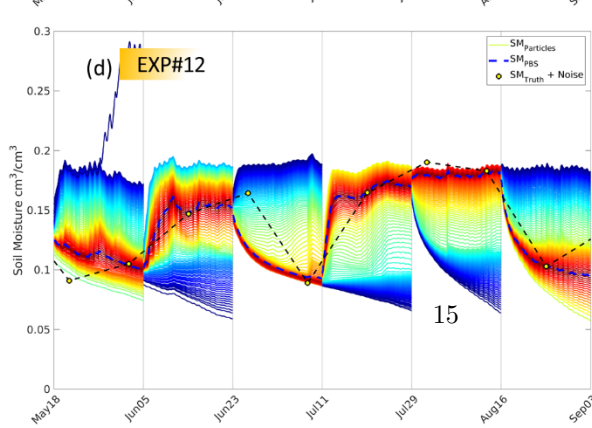 0.3
0.25
0.2
0.15
0.1
0.05
0
Soil Moisture cm³/cm³
(d) EXP#12
SM_Particles
SM_PBS
SM_Truth + Noise
15
May18
Jun05
Jun23
Jul11
Jul29
Aug16
Sep03